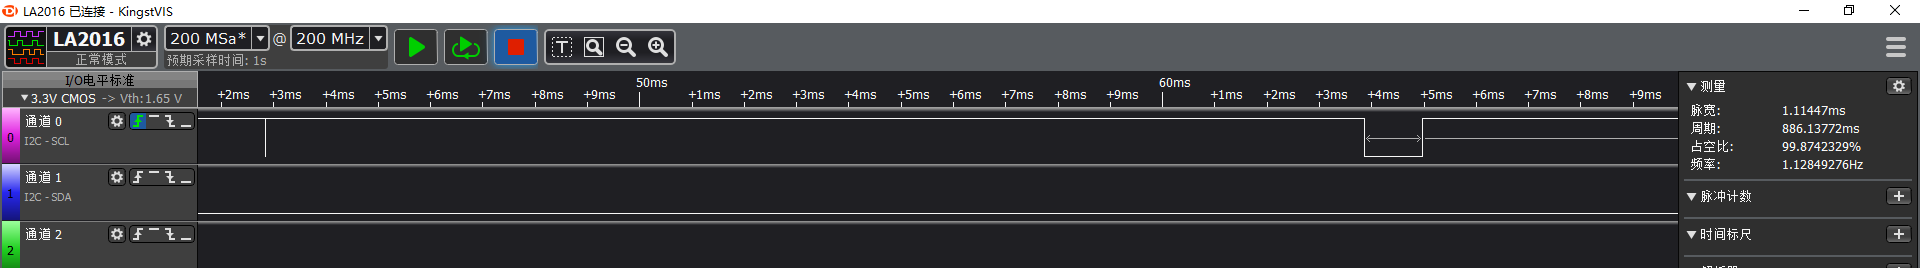 LA2016 已连接 - KingstVIS
LA2016
正常模式
200 MSa* @ 200 MHz
预期采样时间: 1s
T
I/O电平标准
3.3V CMOS -> Vth:1.65 V
50ms 60ms
+2ms +3ms +4ms +5ms +6ms +7ms +8ms +9ms +1ms +2ms +3ms +4ms +5ms +6ms +7ms +8ms +9ms +1ms +2ms +3ms +4ms +5ms +6ms +7ms +8ms +9ms
0
通道 0
I2C - SCL
1
通道 1
I2C - SDA
2
通道 2
测量
脉宽: 1.11447ms
周期: 886.13772ms
占空比: 99.8742329%
频率: 1.12849276Hz
脉冲计数
时间标尺